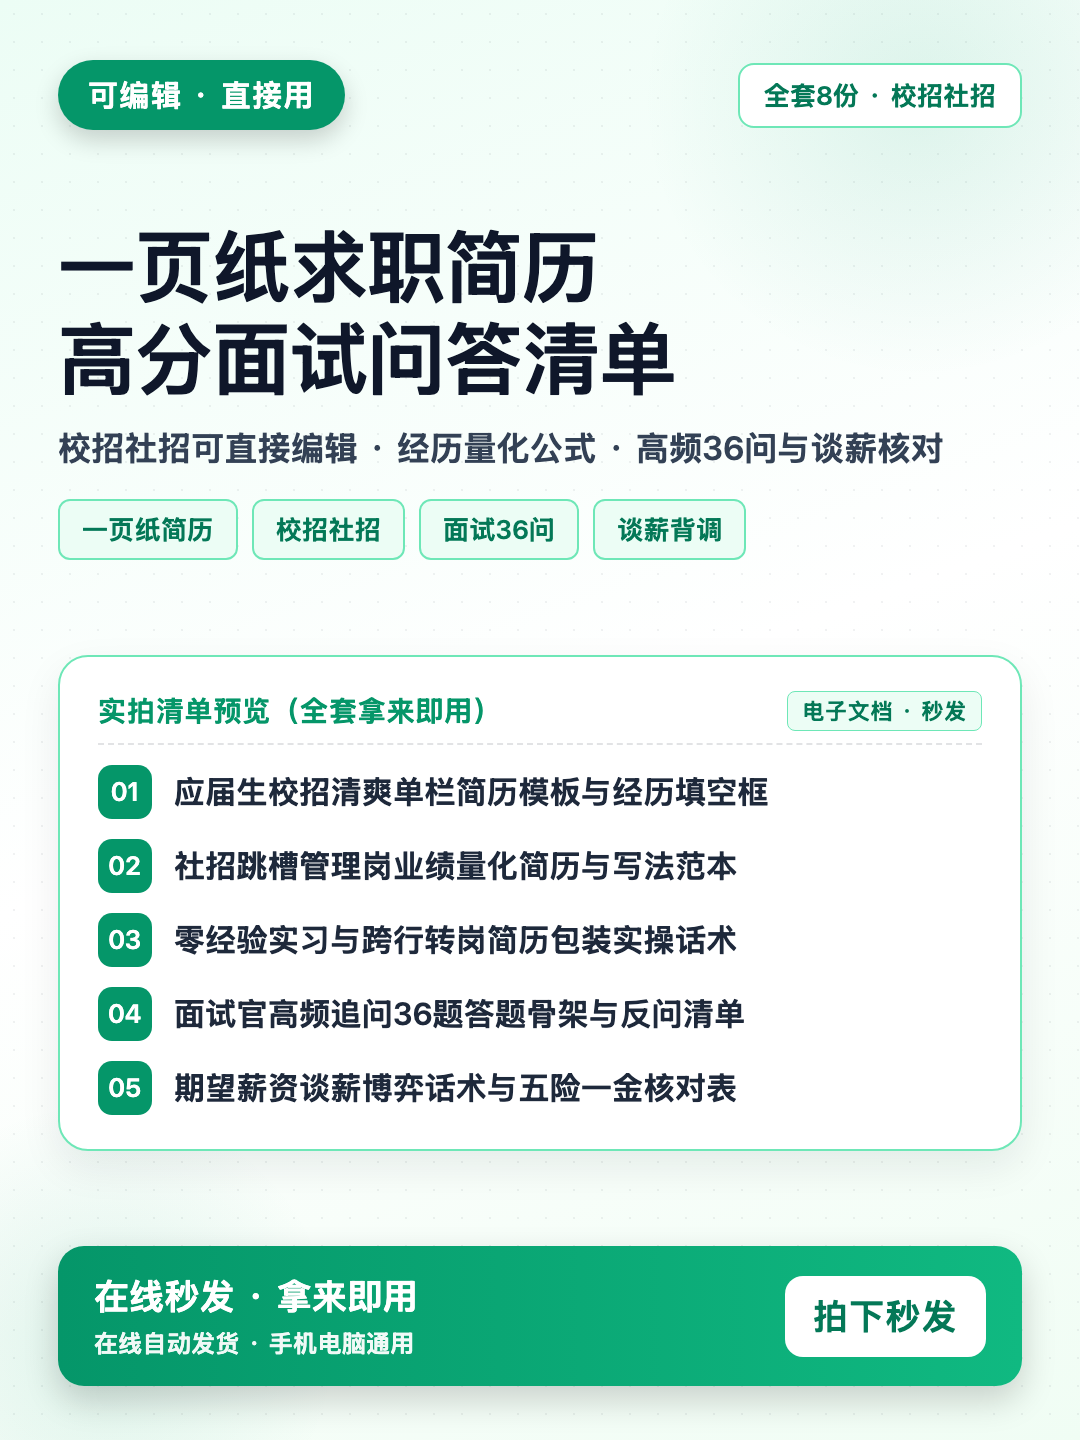 可编辑 · 直接用
全套8份 · 校招社招
一页纸求职简历
高分面试问答清单
校招社招可直接编辑 · 经历量化公式 · 高频36问与谈薪核对
一页纸简历
校招社招
面试36问
谈薪背调
实拍清单预览（全套拿来即用）
电子文档 · 秒发
01 应届生校招清爽单栏简历模板与经历填空框
02 社招跳槽管理岗业绩量化简历与写法范本
03 零经验实习与跨行转岗简历包装实操话术
04 面试官高频追问36题答题骨架与反问清单
05 期望薪资谈薪博弈话术与五险一金核对表
在线秒发 · 拿来即用
在线自动发货 · 手机电脑通用
拍下秒发